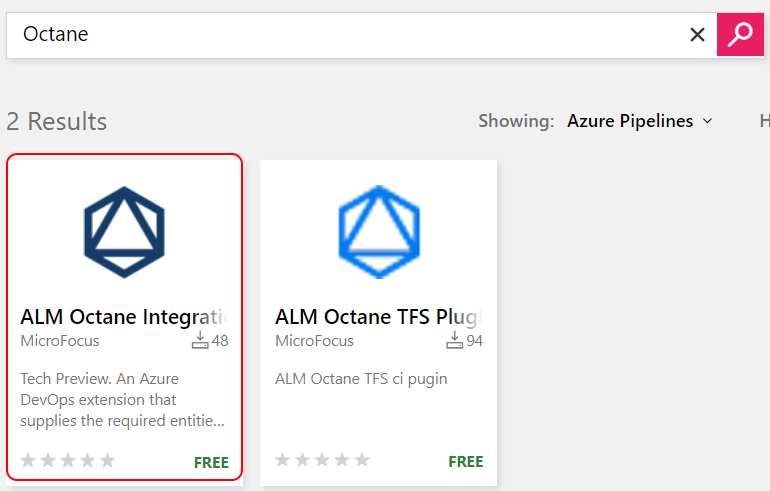 Octane
2 Results
Showing: Azure Pipelines
H
ALM Octane Integrati
MicroFocus 48
Tech Preview. An Azure
DevOps extension that
supplies the required entitie...
FREE
ALM Octane TFS Plugi
MicroFocus 94
ALM Octane TFS ci pugin
FREE